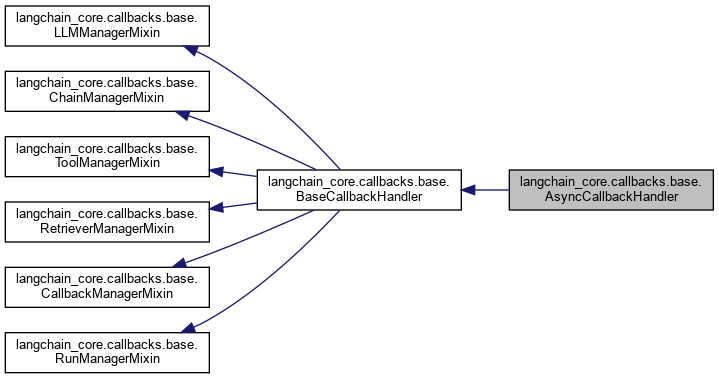 langchain_core.callbacks.base.
LLMManagerMixin
langchain_core.callbacks.base.
ChainManagerMixin
langchain_core.callbacks.base.
ToolManagerMixin
langchain_core.callbacks.base.
RetrieverManagerMixin
langchain_core.callbacks.base.
CallbackManagerMixin
langchain_core.callbacks.base.
RunManagerMixin
langchain_core.callbacks.base.
BaseCallbackHandler
langchain_core.callbacks.base.
AsyncCallbackHandler